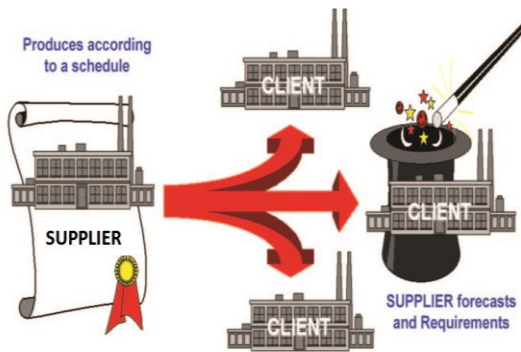 Produces according
to a schedule
CLIENT
SUPPLIER
CLIENT
CLIENT
SUPPLIER forecasts
and Requirements